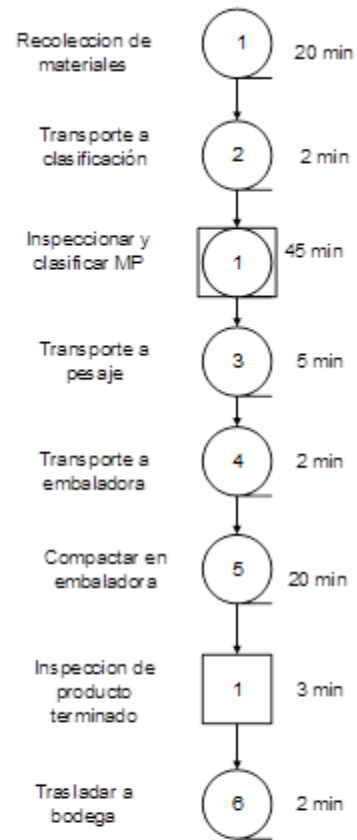 Recoleccion de
materiales
1
20 min
Transporte a
clasificación
2
2 min
Inspeccionar y
clasificar MP
1
45 min
Transporte a
pesaje
3
5 min
Transporte a
embaladora
4
2 min
Compactar en
embaladora
5
20 min
Inspeccion de
producto
terminado
1
3 min
Trasladar a
bodega
6
2 min